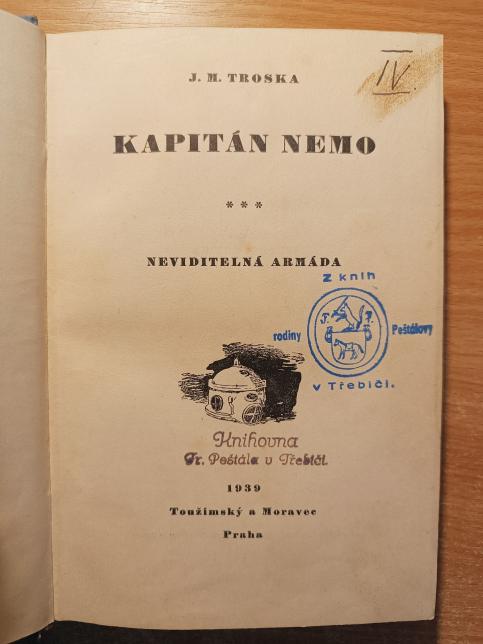 IV.
J. M. TROSKA
KAPITÁN NEMO
***
NEVIDITELNÁ ARMÁDA
Z knih
J. P.
rodiny Peštálovy
v Třebíči.
Knihovna
Fr. Peštála v Třebíči.
1939
Toužimský a Moravec
Praha